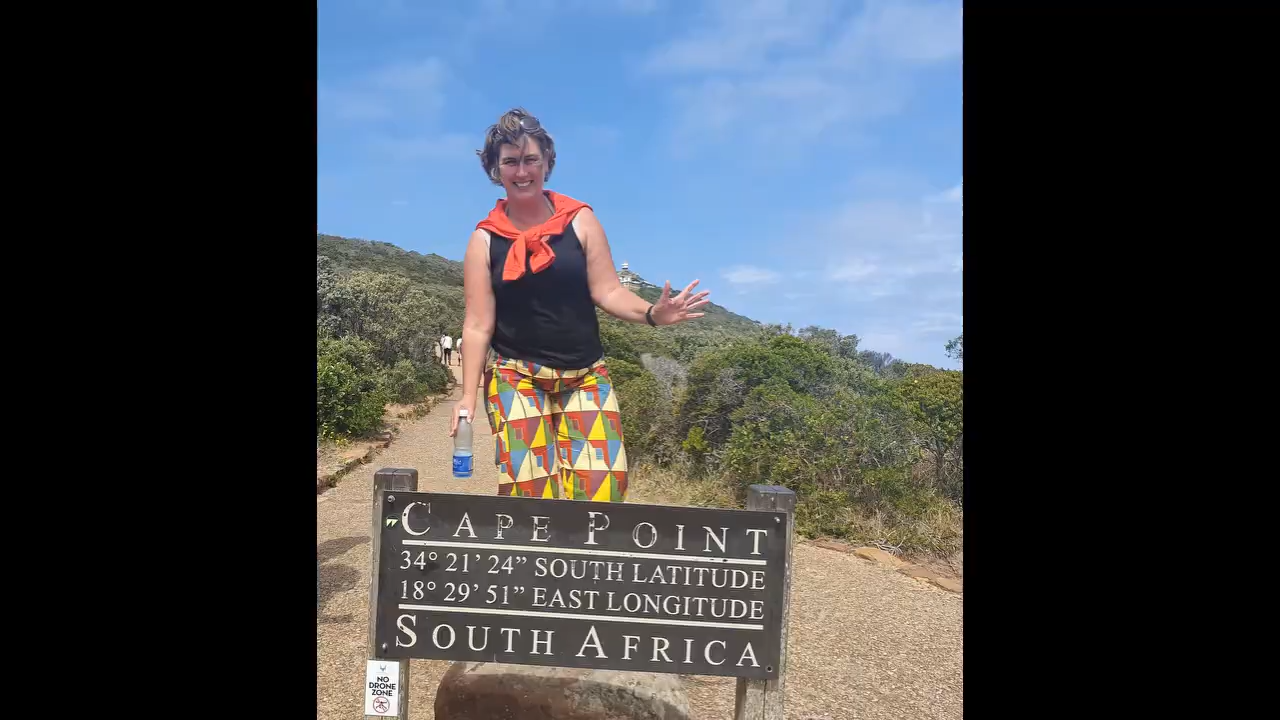 CAPE POINT
34° 21' 24" SOUTH LATITUDE
18° 29' 51" EAST LONGITUDE
SOUTH AFRICA
NO
DRONE
ZONE